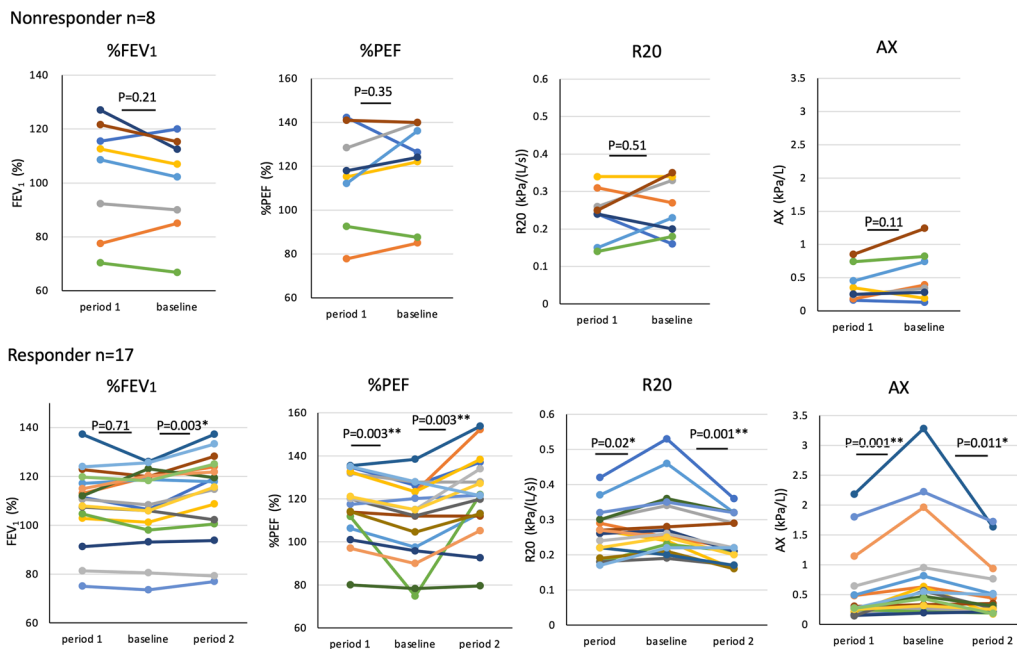 Nonresponder n=8
%FEV1
%PEF
R20
AX
FEV1 (%)
140
120
100
80
60
P=0.21
period 1 baseline
%PEF (%)
160
140
120
100
80
60
P=0.35
period 1 baseline
R20 (kPa/(L/s))
0.6
0.5
0.4
0.3
0.2
0.1
0
P=0.51
period 1 baseline
AX (kPa/L)
3.5
3
2.5
2
1.5
1
0.5
0
P=0.11
period 1 baseline
Responder n=17
%FEV1
%PEF
R20
AX
FEV1 (%)
140
120
100
80
60
P=0.71 P=0.003*
period 1 baseline period 2
%PEF (%)
160
140
120
100
80
60
P=0.003** P=0.003**
period 1 baseline period 2
R20 (kPa/(L/s))
0.6
0.5
0.4
0.3
0.2
0.1
0
P=0.02* P=0.001**
period baseline period 2
AX (kPa/L))
3.5
3
2.5
2
1.5
1
0.5
0
P=0.001** P=0.011*
period 1 baseline period 2